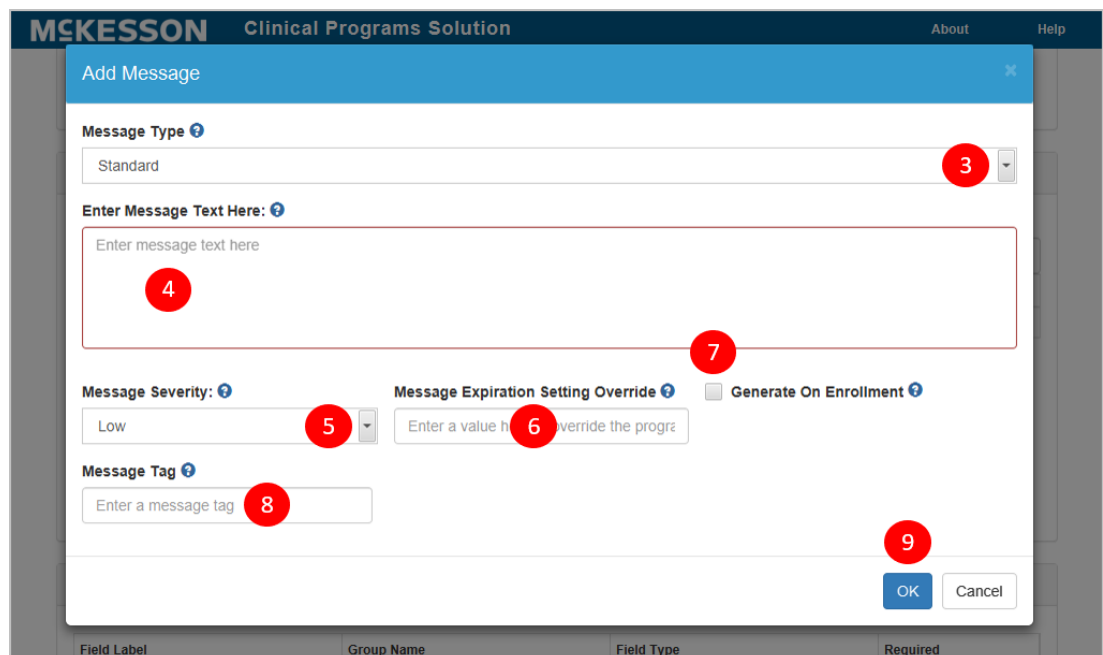 MCKESSON Clinical Programs Solution About Help
Add Message ×
Message Type ?
Standard 3
Enter Message Text Here: ?
Enter message text here
4
7
Message Severity: ? Message Expiration Setting Override ? Generate On Enrollment ?
Low 5 Enter a value h 6 override the progra
Message Tag ?
Enter a message tag 8
9
OK Cancel
Field Label Group Name Field Type Required